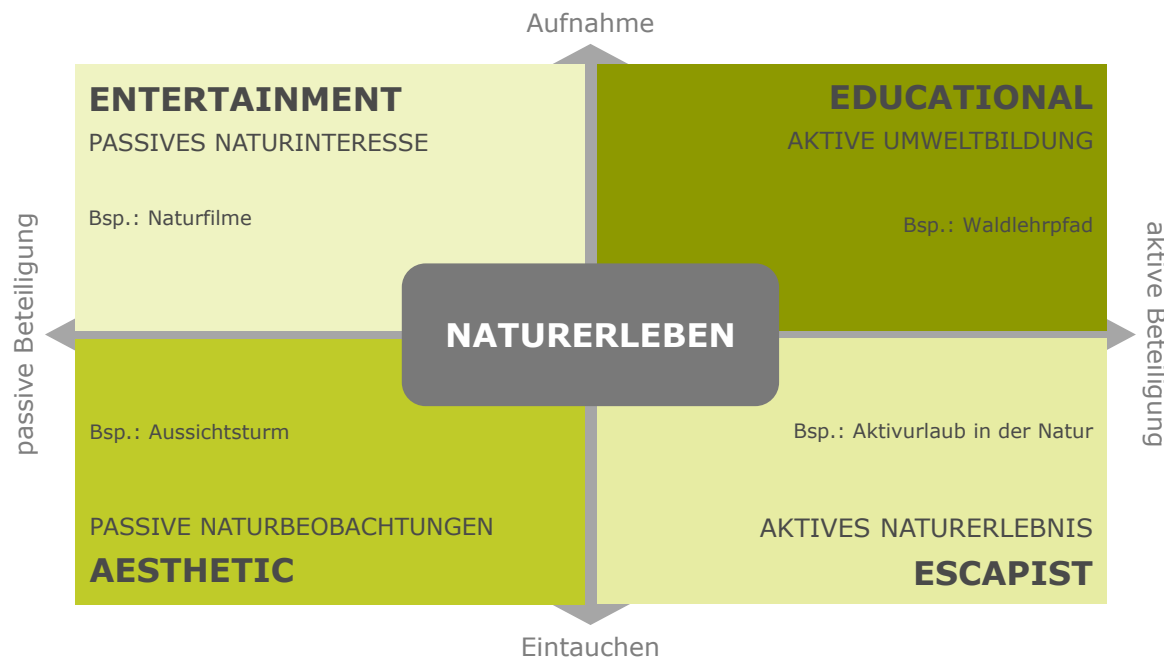 Aufnahme
ENTERTAINMENT
PASSIVES NATURINTERESSE
Bsp.: Naturfilme
EDUCATIONAL
AKTIVE UMWELTBILDUNG
Bsp.: Waldlehrpfad
passive Beteiligung
NATURERLEBEN
aktive Beteiligung
Bsp.: Aussichtsturm
PASSIVE NATURBEOBACHTUNGEN
AESTHETIC
Bsp.: Aktivurlaub in der Natur
AKTIVES NATURERLEBNIS
ESCAPIST
Eintauchen